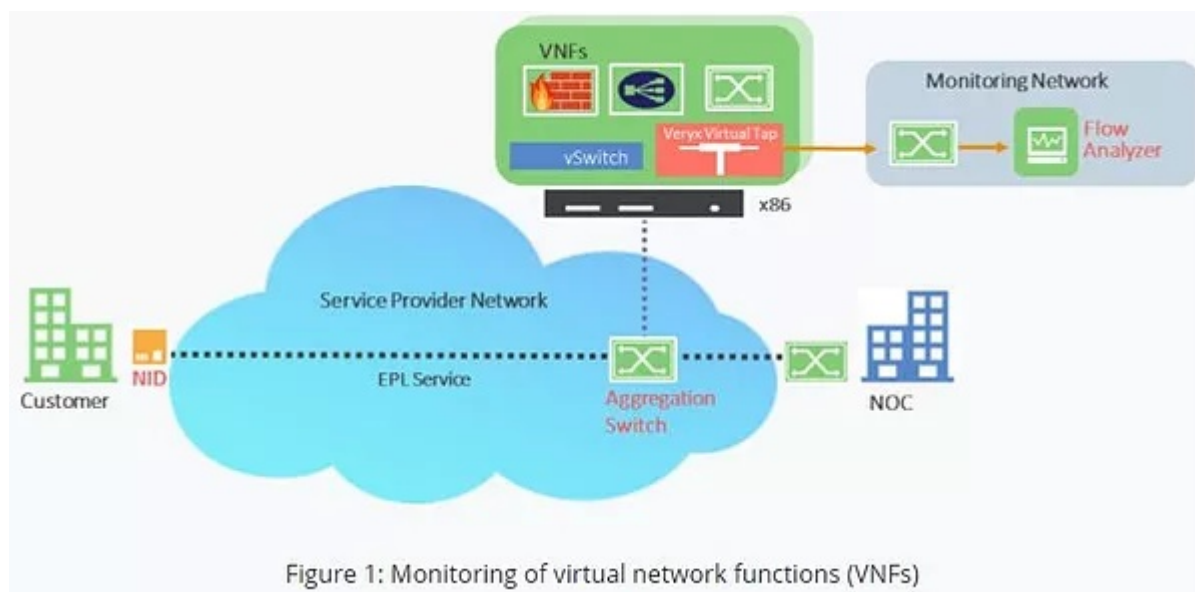 VNFs
Veryx Virtual Tap
vSwitch
x86
Monitoring Network
Flow
Analyzer
Service Provider Network
EPL Service
Customer
NID
Aggregation
Switch
NOC
Figure 1: Monitoring of virtual network functions (VNFs)